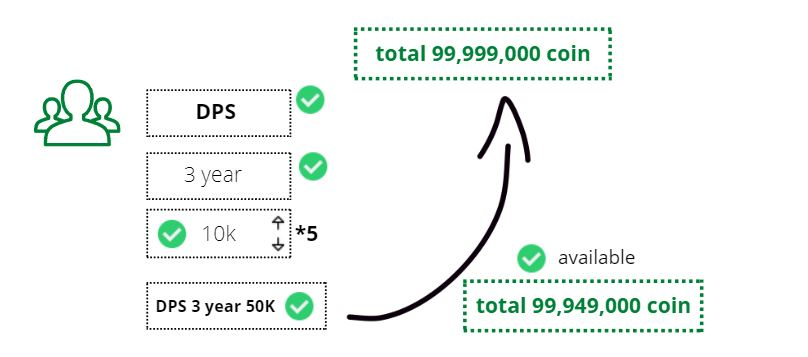 total 99,999,000 coin
DPS
3 year
10k
*5
available
DPS 3 year 50K
total 99,949,000 coin